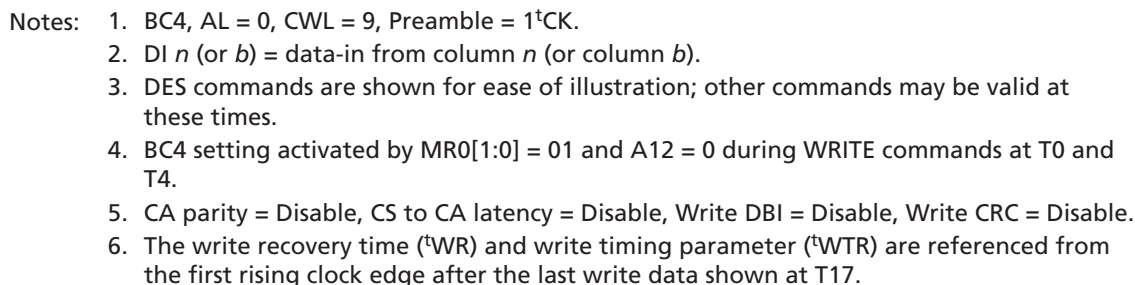 Notes: 1. BC4, AL = 0, CWL = 9, Preamble = 1ᵗCK.
2. DI n (or b) = data-in from column n (or column b).
3. DES commands are shown for ease of illustration; other commands may be valid at
these times.
4. BC4 setting activated by MR0[1:0] = 01 and A12 = 0 during WRITE commands at T0 and
T4.
5. CA parity = Disable, CS to CA latency = Disable, Write DBI = Disable, Write CRC = Disable.
6. The write recovery time (ᵗWR) and write timing parameter (ᵗWTR) are referenced from
the first rising clock edge after the last write data shown at T17.